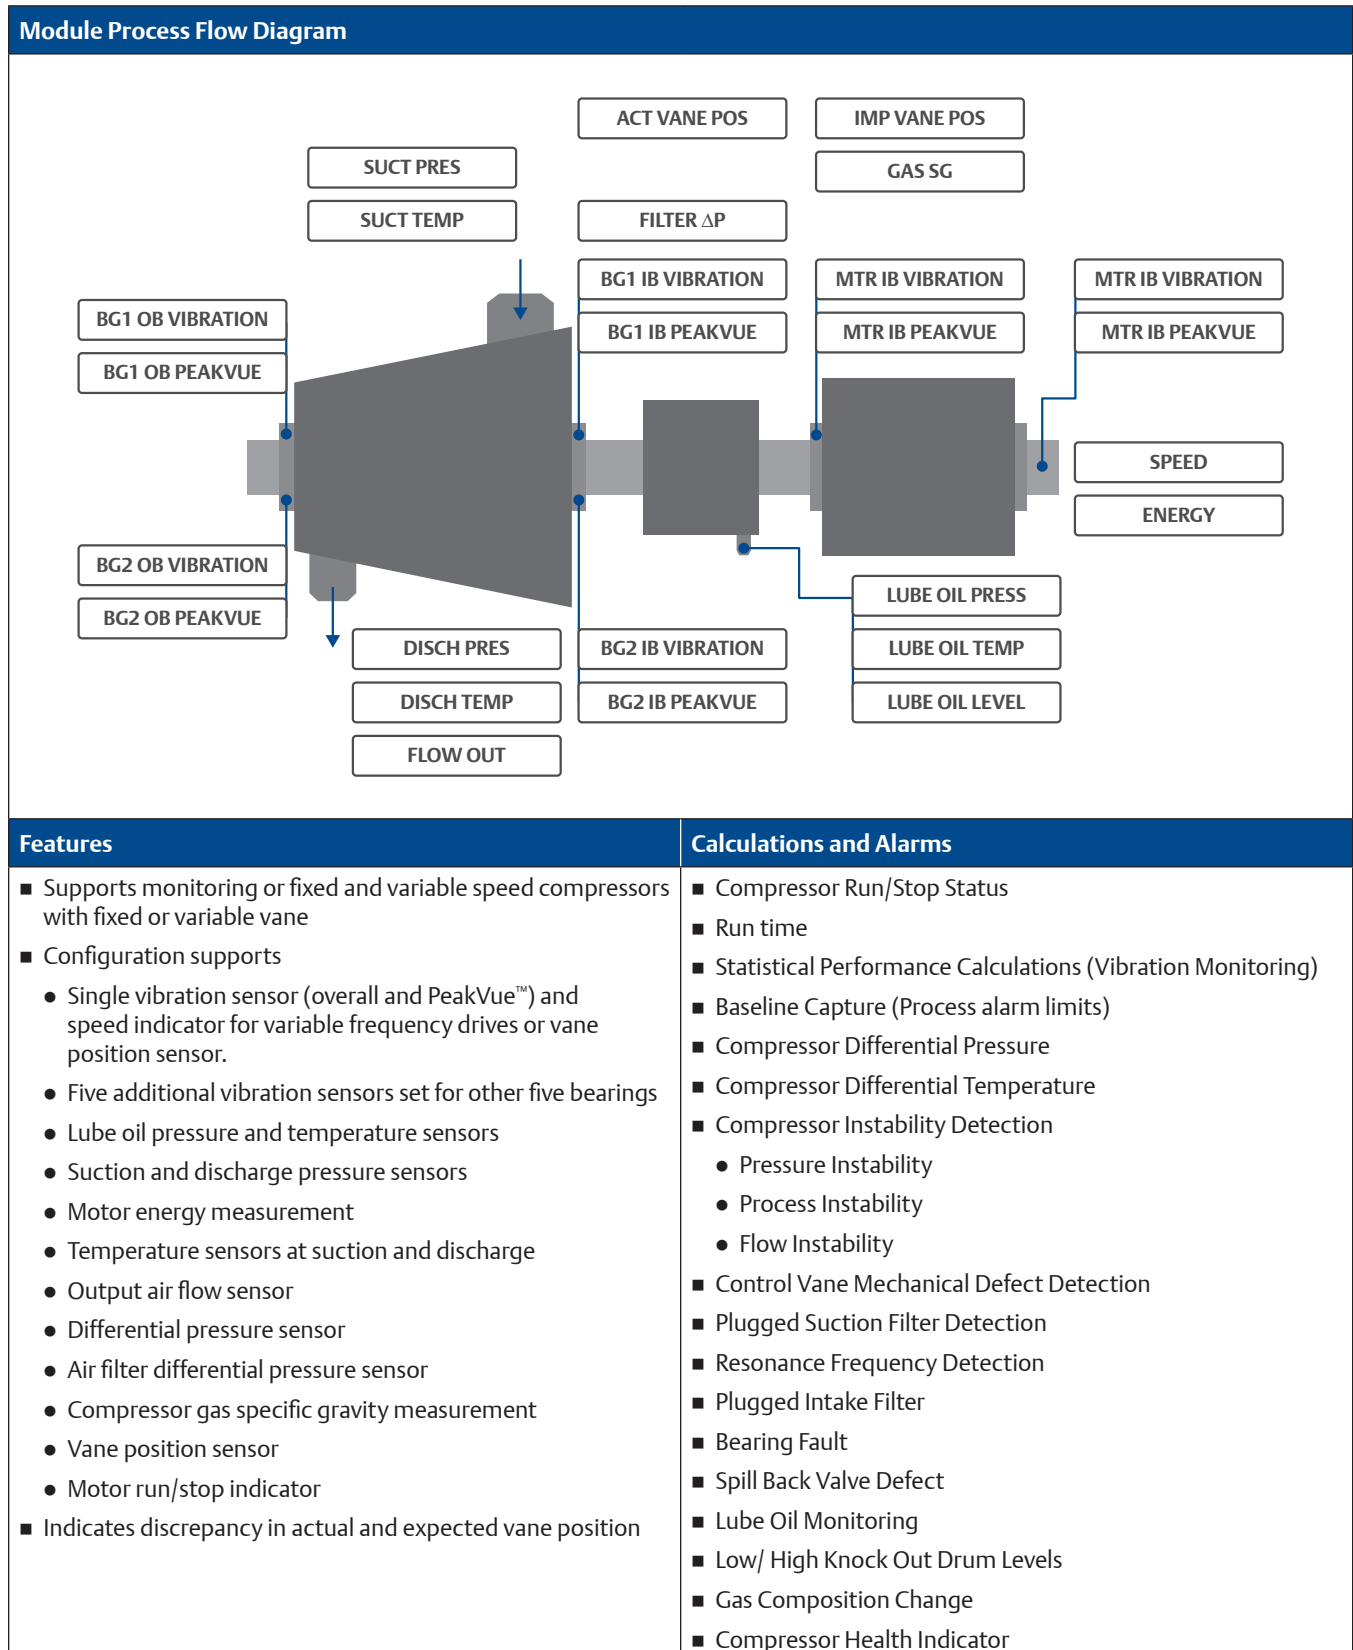 Module Process Flow Diagram
ACT VANE POS
IMP VANE POS
SUCT PRES
GAS SG
SUCT TEMP
FILTER ΔP
BG1 IB VIBRATION
MTR IB VIBRATION
MTR IB VIBRATION
BG1 OB VIBRATION
BG1 IB PEAKVUE
MTR IB PEAKVUE
MTR IB PEAKVUE
BG1 OB PEAKVUE
SPEED
ENERGY
BG2 OB VIBRATION
LUBE OIL PRESS
BG2 OB PEAKVUE
DISCH PRES
BG2 IB VIBRATION
LUBE OIL TEMP
DISCH TEMP
BG2 IB PEAKVUE
LUBE OIL LEVEL
FLOW OUT
Features
■ Supports monitoring or fixed and variable speed compressors
with fixed or variable vane
■ Configuration supports
● Single vibration sensor (overall and PeakVue™) and
speed indicator for variable frequency drives or vane
position sensor.
● Five additional vibration sensors set for other five bearings
● Lube oil pressure and temperature sensors
● Suction and discharge pressure sensors
● Motor energy measurement
● Temperature sensors at suction and discharge
● Output air flow sensor
● Differential pressure sensor
● Air filter differential pressure sensor
● Compressor gas specific gravity measurement
● Vane position sensor
● Motor run/stop indicator
■ Indicates discrepancy in actual and expected vane position
Calculations and Alarms
■ Compressor Run/Stop Status
■ Run time
■ Statistical Performance Calculations (Vibration Monitoring)
■ Baseline Capture (Process alarm limits)
■ Compressor Differential Pressure
■ Compressor Differential Temperature
■ Compressor Instability Detection
● Pressure Instability
● Process Instability
● Flow Instability
■ Control Vane Mechanical Defect Detection
■ Plugged Suction Filter Detection
■ Resonance Frequency Detection
■ Plugged Intake Filter
■ Bearing Fault
■ Spill Back Valve Defect
■ Lube Oil Monitoring
■ Low/ High Knock Out Drum Levels
■ Gas Composition Change
■ Compressor Health Indicator